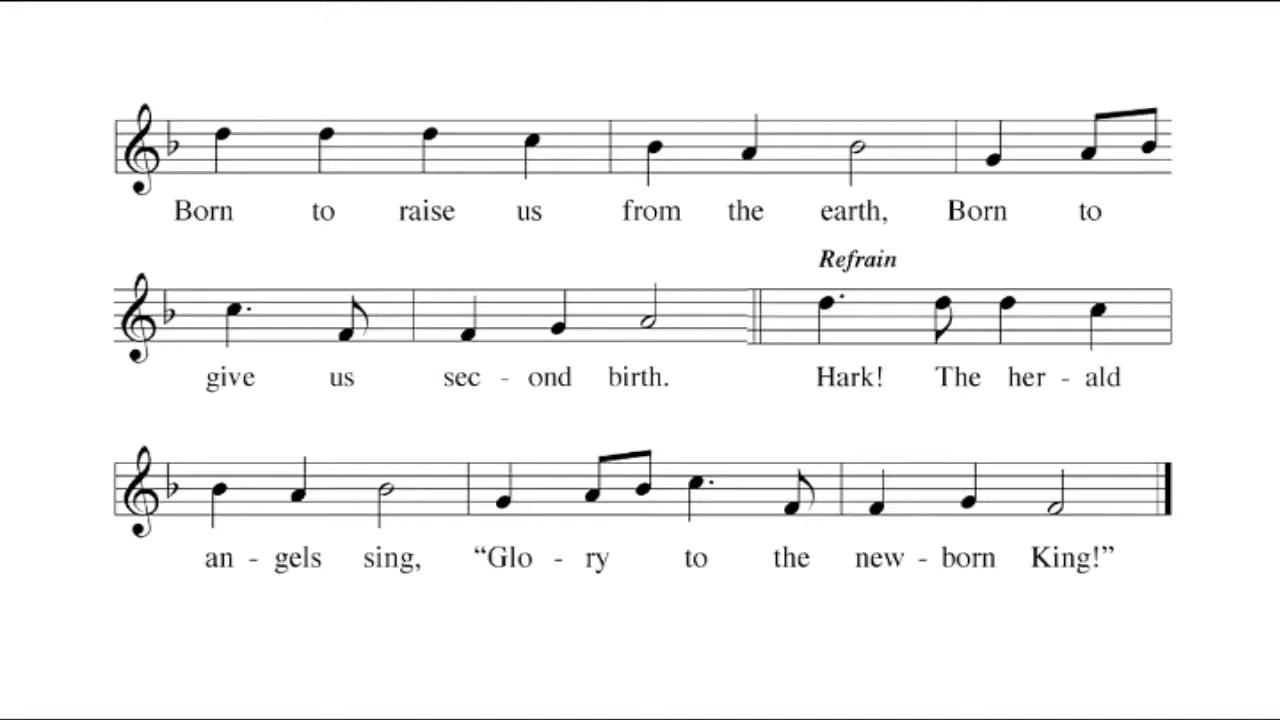 Born to raise us from the earth, Born to
Refrain
give us sec - ond birth. Hark! The her - ald
an - gels sing, “Glo - ry to the new - born King!”